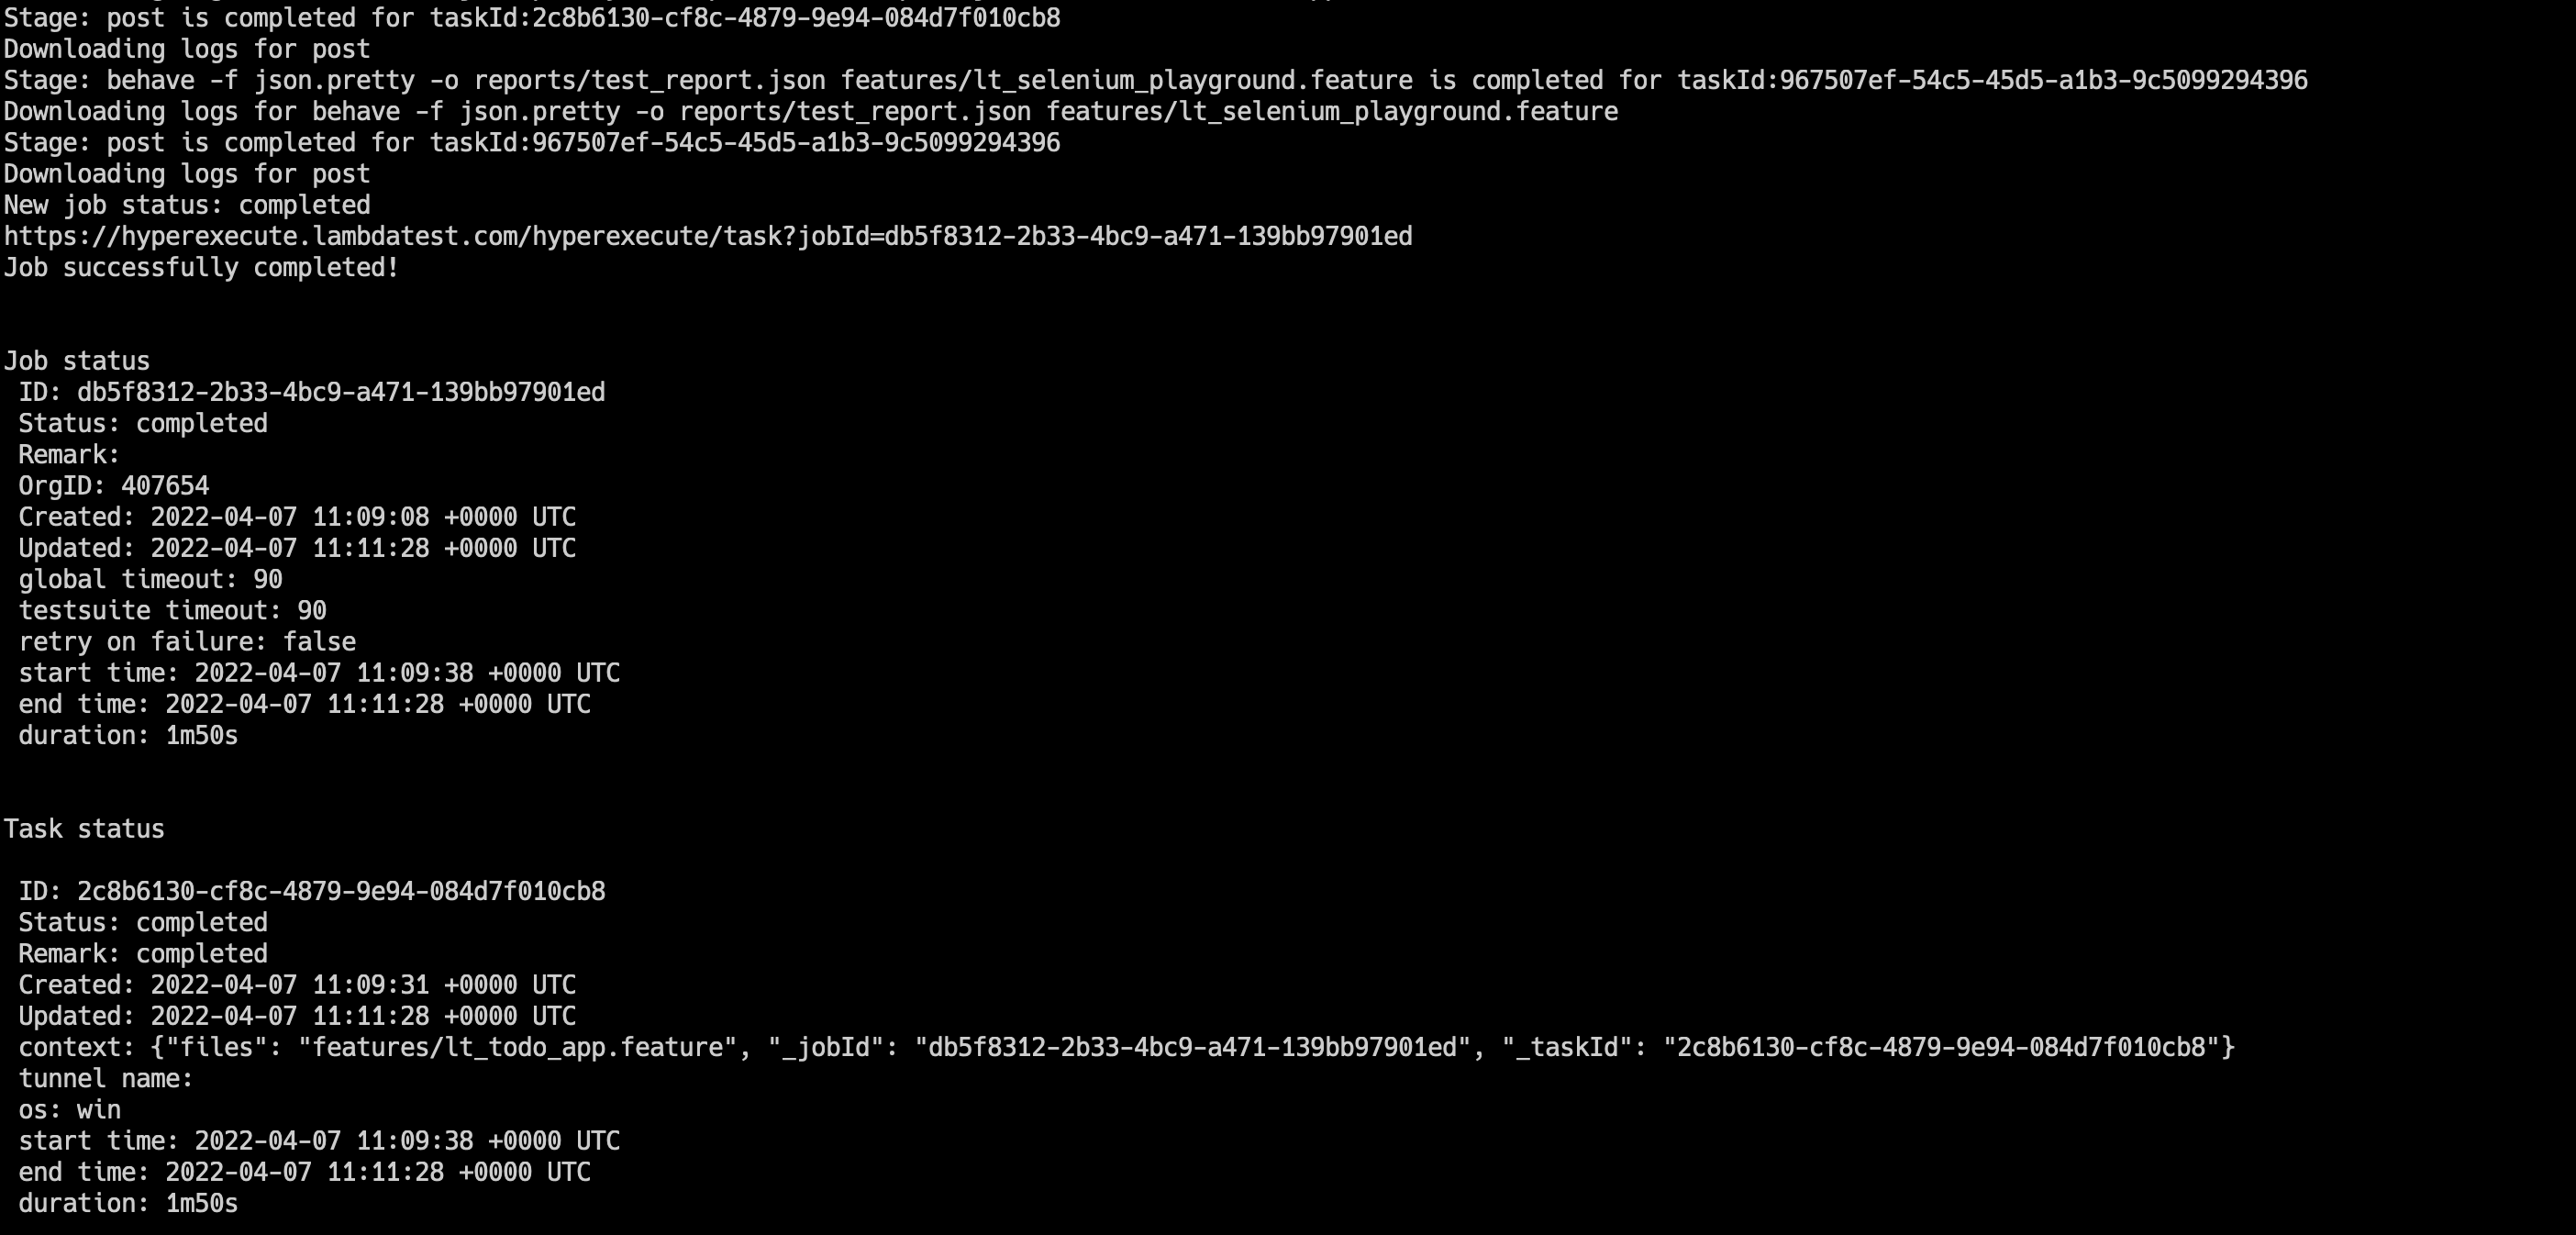 Stage: post is completed for taskId:2c8b6130-cf8c-4879-9e94-084d7f010cb8
Downloading logs for post
Stage: behave -f json.pretty -o reports/test_report.json features/lt_selenium_playground.feature is completed for taskId:967507ef-54c5-45d5-a1b3-9c5099294396
Downloading logs for behave -f json.pretty -o reports/test_report.json features/lt_selenium_playground.feature
Stage: post is completed for taskId:967507ef-54c5-45d5-a1b3-9c5099294396
Downloading logs for post
New job status: completed
https://hyperexecute.lambdatest.com/hyperexecute/task?jobId=db5f8312-2b33-4bc9-a471-139bb97901ed
Job successfully completed!
Job status
ID: db5f8312-2b33-4bc9-a471-139bb97901ed
Status: completed
Remark:
OrgID: 407654
Created: 2022-04-07 11:09:08 +0000 UTC
Updated: 2022-04-07 11:11:28 +0000 UTC
global timeout: 90
testsuite timeout: 90
retry on failure: false
start time: 2022-04-07 11:09:38 +0000 UTC
end time: 2022-04-07 11:11:28 +0000 UTC
duration: 1m50s
Task status
ID: 2c8b6130-cf8c-4879-9e94-084d7f010cb8
Status: completed
Remark: completed
Created: 2022-04-07 11:09:31 +0000 UTC
Updated: 2022-04-07 11:11:28 +0000 UTC
context: {"files": "features/lt_todo_app.feature", "_jobId": "db5f8312-2b33-4bc9-a471-139bb97901ed", "_taskId": "2c8b6130-cf8c-4879-9e94-084d7f010cb8"}
tunnel name:
os: win
start time: 2022-04-07 11:09:38 +0000 UTC
end time: 2022-04-07 11:11:28 +0000 UTC
duration: 1m50s